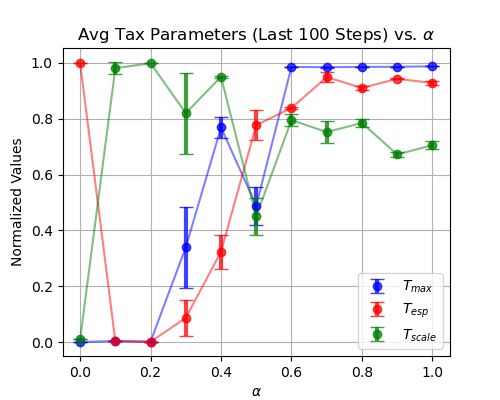 Avg Tax Parameters (Last 100 Steps) vs. α
Normalized Values
1.0
0.8
0.6
0.4
0.2
0.0
0.0 0.2 0.4 0.6 0.8 1.0
α
T_max
T_esp
T_scale